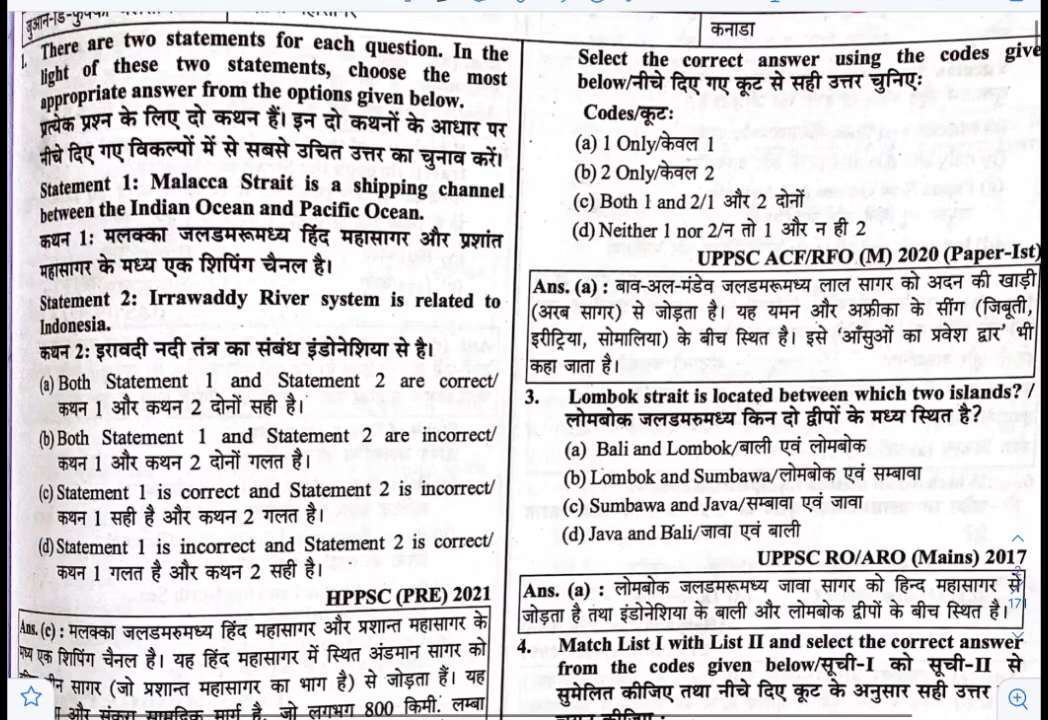 1. There are two statements for each question. In the
light of these two statements, choose the most
appropriate answer from the options given below.
प्रत्येक प्रश्न के लिए दो कथन हैं। इन दो कथनों के आधार पर
नीचे दिए गए विकल्पों में से सबसे उचित उत्तर का चुनाव करें।
Statement 1: Malacca Strait is a shipping channel
between the Indian Ocean and Pacific Ocean.
कथन 1: मलक्का जलडमरूमध्य हिंद महासागर और प्रशांत
महासागर के मध्य एक शिपिंग चैनल है।
Statement 2: Irrawaddy River system is related to
Indonesia.
कथन 2: इरावदी नदी तंत्र का संबंध इंडोनेशिया से है।
(a) Both Statement 1 and Statement 2 are correct/
कथन 1 और कथन 2 दोनों सही है।
(b) Both Statement 1 and Statement 2 are incorrect/
कथन 1 और कथन 2 दोनों गलत है।
(c) Statement 1 is correct and Statement 2 is incorrect/
कथन 1 सही है और कथन 2 गलत है।
(d) Statement 1 is incorrect and Statement 2 is correct/
कथन 1 गलत है और कथन 2 सही है।
HPPSC (PRE) 2021
Ans. (c) : मलक्का जलडमरुमध्य हिंद महासागर और प्रशान्त महासागर के
मध्य एक शिपिंग चैनल है। यह हिंद महासागर में स्थित अंडमान सागर को
सागर (जो प्रशान्त महासागर का भाग है) से जोड़ता हैं। यह
और संकरा सामुद्रिक मार्ग है, जो लगभग 800 किमी. लम्बा
कनाडा
Select the correct answer using the codes give
below/नीचे दिए गए कूट से सही उत्तर चुनिएः
Codes/कूट:
(a) 1 Only/केवल 1
(b) 2 Only/केवल 2
(c) Both 1 and 2/1 और 2 दोनों
(d) Neither 1 nor 2/न तो 1 और न ही 2
UPPSC ACF/RFO (M) 2020 (Paper-Ist)
Ans. (a) : बाव-अल-मंडेव जलडमरूमध्य लाल सागर को अदन की खाड़ी
(अरब सागर) से जोड़ता है। यह यमन और अफ्रीका के सींग (जिबूती,
इरीट्रिया, सोमालिया) के बीच स्थित है। इसे 'आँसुओं का प्रवेश द्वार' भी
कहा जाता है।
3. Lombok strait is located between which two islands? /
लोमबोक जलडमरुमध्य किन दो द्वीपों के मध्य स्थित है?
(a) Bali and Lombok/बाली एवं लोमबोक
(b) Lombok and Sumbawa/लोमबोक एवं सम्बावा
(c) Sumbawa and Java/सम्बावा एवं जावा
(d) Java and Bali/जावा एवं बाली
UPPSC RO/ARO (Mains) 2017
Ans. (a) : लोमबोक जलडमरूमध्य जावा सागर को हिन्द महासागर से
जोड़ता है तथा इंडोनेशिया के बाली और लोमबोक द्वीपों के बीच स्थित है।
171
4. Match List I with List II and select the correct answer
from the codes given below/सूची-I को सूची-II से
सुमेलित कीजिए तथा नीचे दिए कूट के अनुसार सही उत्तर